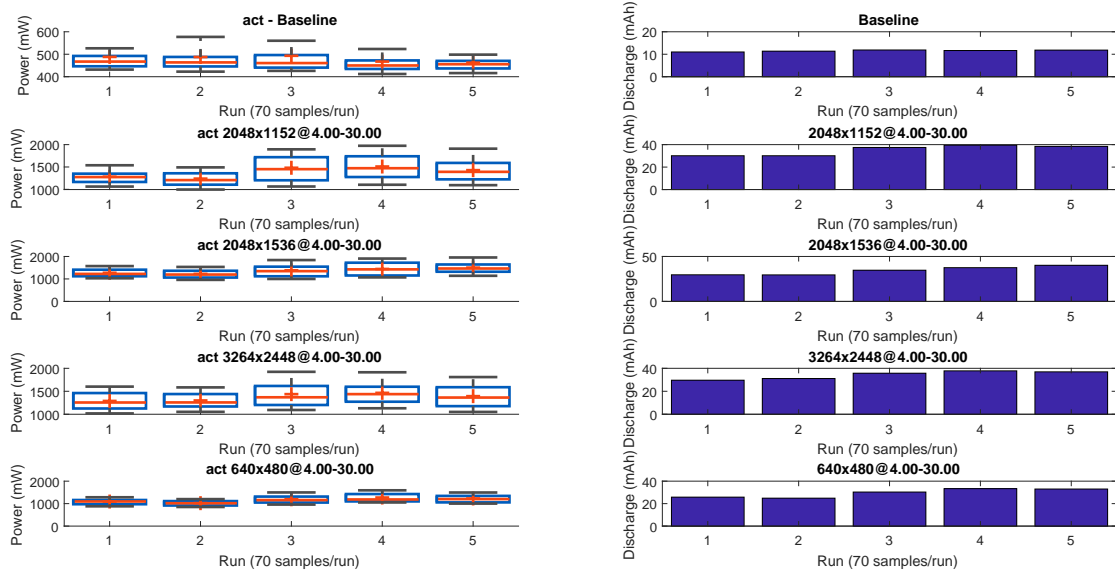 act - Baseline
Power (mW)
600
500
400
1 2 3 4 5
Run (70 samples/run)
act 2048x1152@4.00-30.00
Power (mW)
2000
1500
1000
1 2 3 4 5
Run (70 samples/run)
act 2048x1536@4.00-30.00
Power (mW)
2000
1000
0
1 2 3 4 5
Run (70 samples/run)
act 3264x2448@4.00-30.00
Power (mW)
2000
1500
1000
1 2 3 4 5
Run (70 samples/run)
act 640x480@4.00-30.00
Power (mW)
2000
1000
0
1 2 3 4 5
Run (70 samples/run)
Baseline
Discharge (mAh)
20
10
0
1 2 3 4 5
Run (70 samples/run)
2048x1152@4.00-30.00
Discharge (mAh)
40
20
0
1 2 3 4 5
Run (70 samples/run)
2048x1536@4.00-30.00
Discharge (mAh)
50
0
1 2 3 4 5
Run (70 samples/run)
3264x2448@4.00-30.00
Discharge (mAh)
40
20
0
1 2 3 4 5
Run (70 samples/run)
640x480@4.00-30.00
Discharge (mAh)
40
20
0
1 2 3 4 5
Run (70 samples/run)